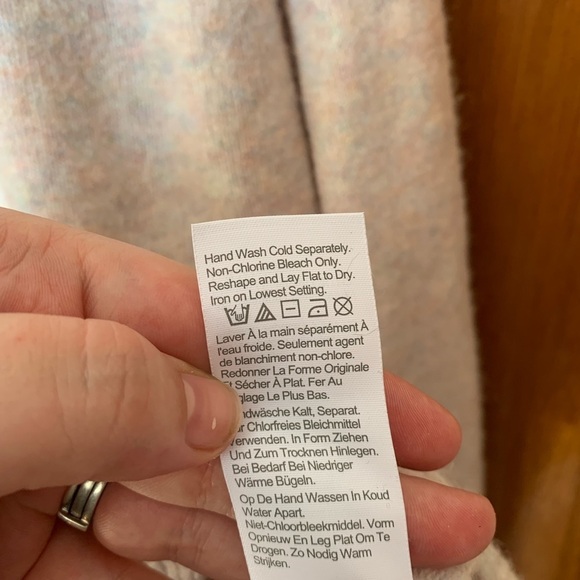 Hand Wash Cold Separately.
Non-Chlorine Bleach Only.
Reshape and Lay Flat to Dry.
Iron on Lowest Setting.
Laver À la main séparément À
l'eau froide. Seulement agent
de blanchiment non-chlore.
Redonner La Forme Originale
Et Sécher À Plat. Fer Au
Le Plus Bas.
Kalt, Separat.
Chlorfreies Bleichmittel
Verwenden. In Form Ziehen
Und Zum Trocknen Hinlegen.
Bei Bedarf Bei Niedriger
Wärme Bügeln.
Op De Hand Wassen In Koud
Water Apart.
Niet-Chloorbleekmiddel. Vorm
Opnieuw En Leg Plat Om Te
Drogen. Zo Nodig Warm
Strijken.